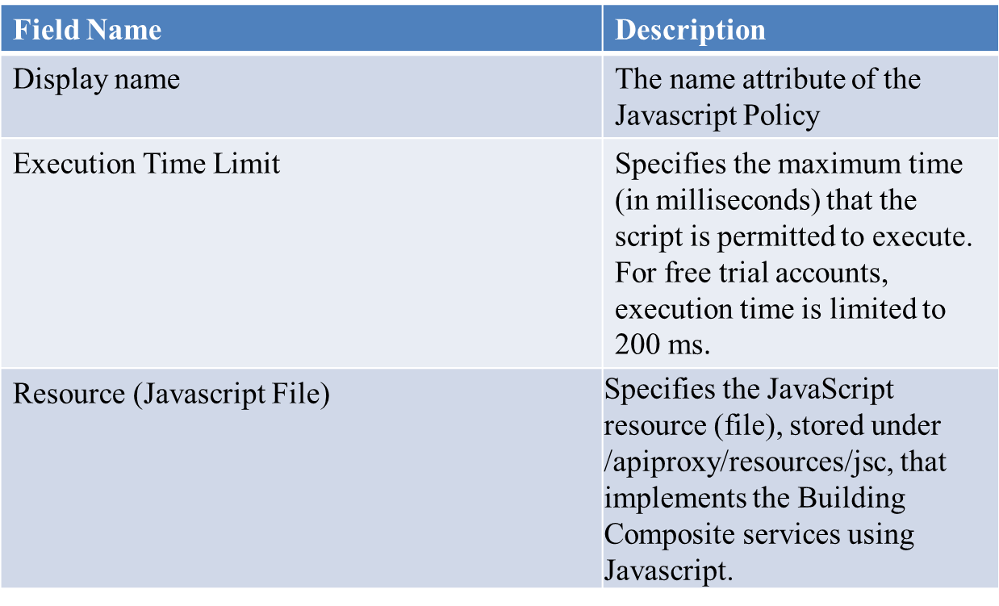 Field Name
Description
Display name
The name attribute of the
Javascript Policy
Execution Time Limit
Specifies the maximum time
(in milliseconds) that the
script is permitted to execute.
For free trial accounts,
execution time is limited to
200 ms.
Resource (Javascript File)
Specifies the JavaScript
resource (file), stored under
/apiproxy/resources/jsc, that
implements the Building
Composite services using
Javascript.